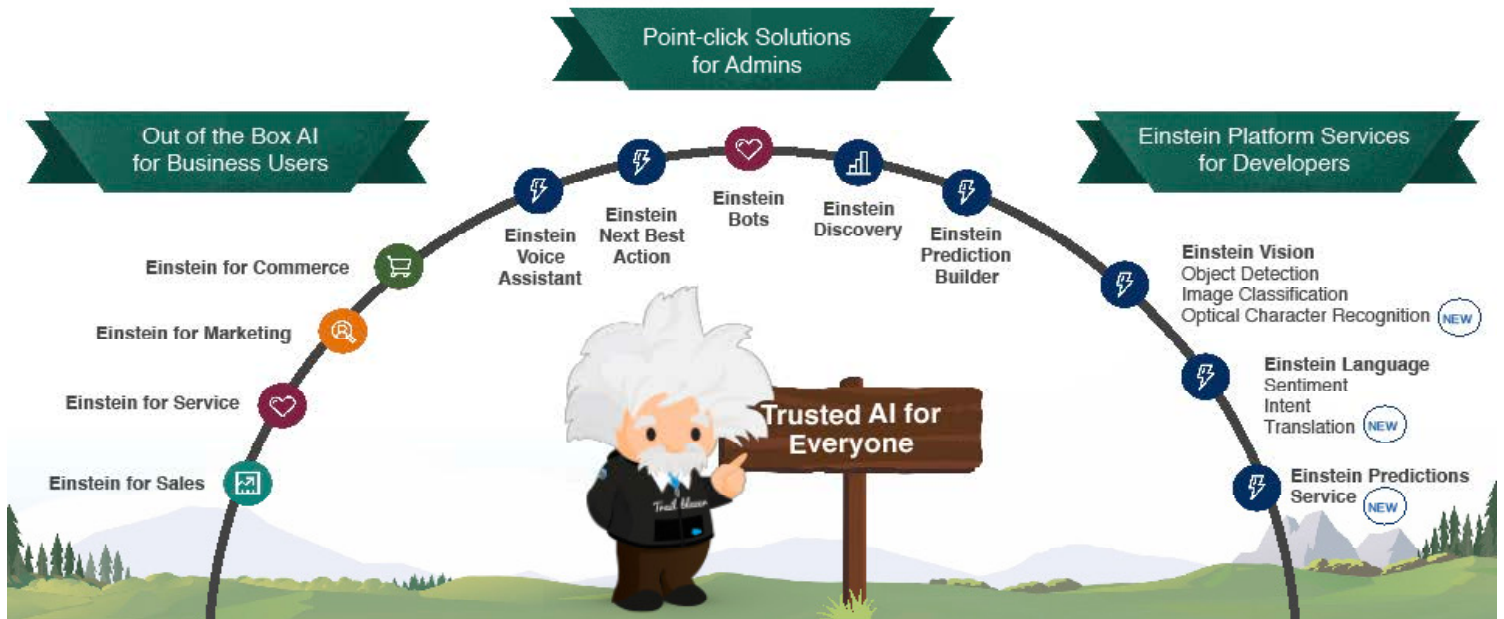 Point-click Solutions
for Admins
Out of the Box AI
for Business Users
Einstein Platform Services
for Developers
Einstein for Commerce
Einstein for Marketing
Einstein for Service
Einstein for Sales
Einstein
Voice
Assistant
Einstein
Next Best
Action
Einstein
Bots
Einstein
Discovery
Einstein
Prediction
Builder
Einstein Vision
Object Detection
Image Classification
Optical Character Recognition NEW
Einstein Language
Sentiment
Intent
Translation NEW
Einstein Predictions
Service NEW
Trusted AI for
Everyone
Trail blazer